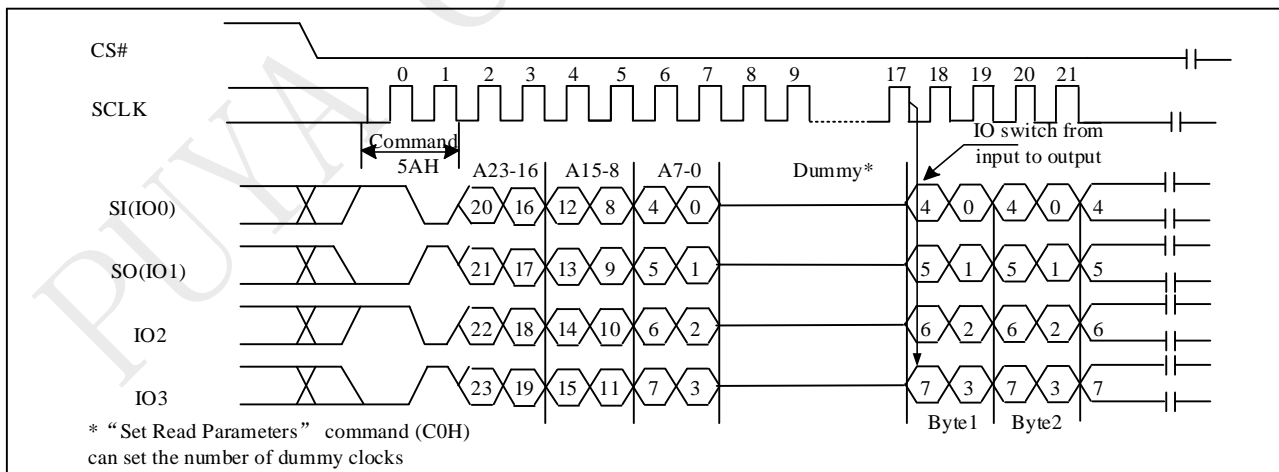 PUYA
CS#
0 1 2 3 4 5 6 7 8 9 17 18 19 20 21
SCLK
Command
5AH
IO switch from
input to output
A23-16 A15-8 A7-0 Dummy*
SI(IO0) 20 16 12 8 4 0 4 0 4 0 4
SO(IO1) 21 17 13 9 5 1 5 1 5 1 5
IO2 22 18 14 10 6 2 6 2 6 2 6
IO3 23 19 15 11 7 3 7 3 7 3 7
Byte1 Byte2
* “Set Read Parameters” command (C0H)
can set the number of dummy clocks